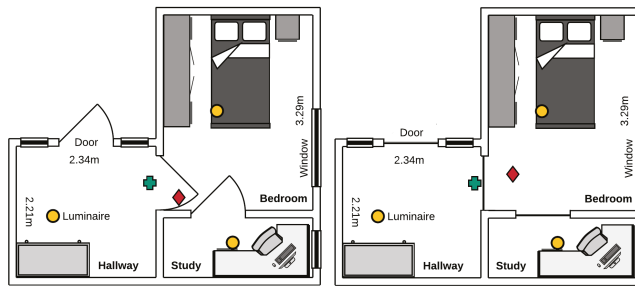 3.29m
Door
2.34m
Window
2.21m
Luminaire
Bedroom
Hallway
Study
3.29m
Door
2.34m
Window
2.21m
Luminaire
Bedroom
Hallway
Study